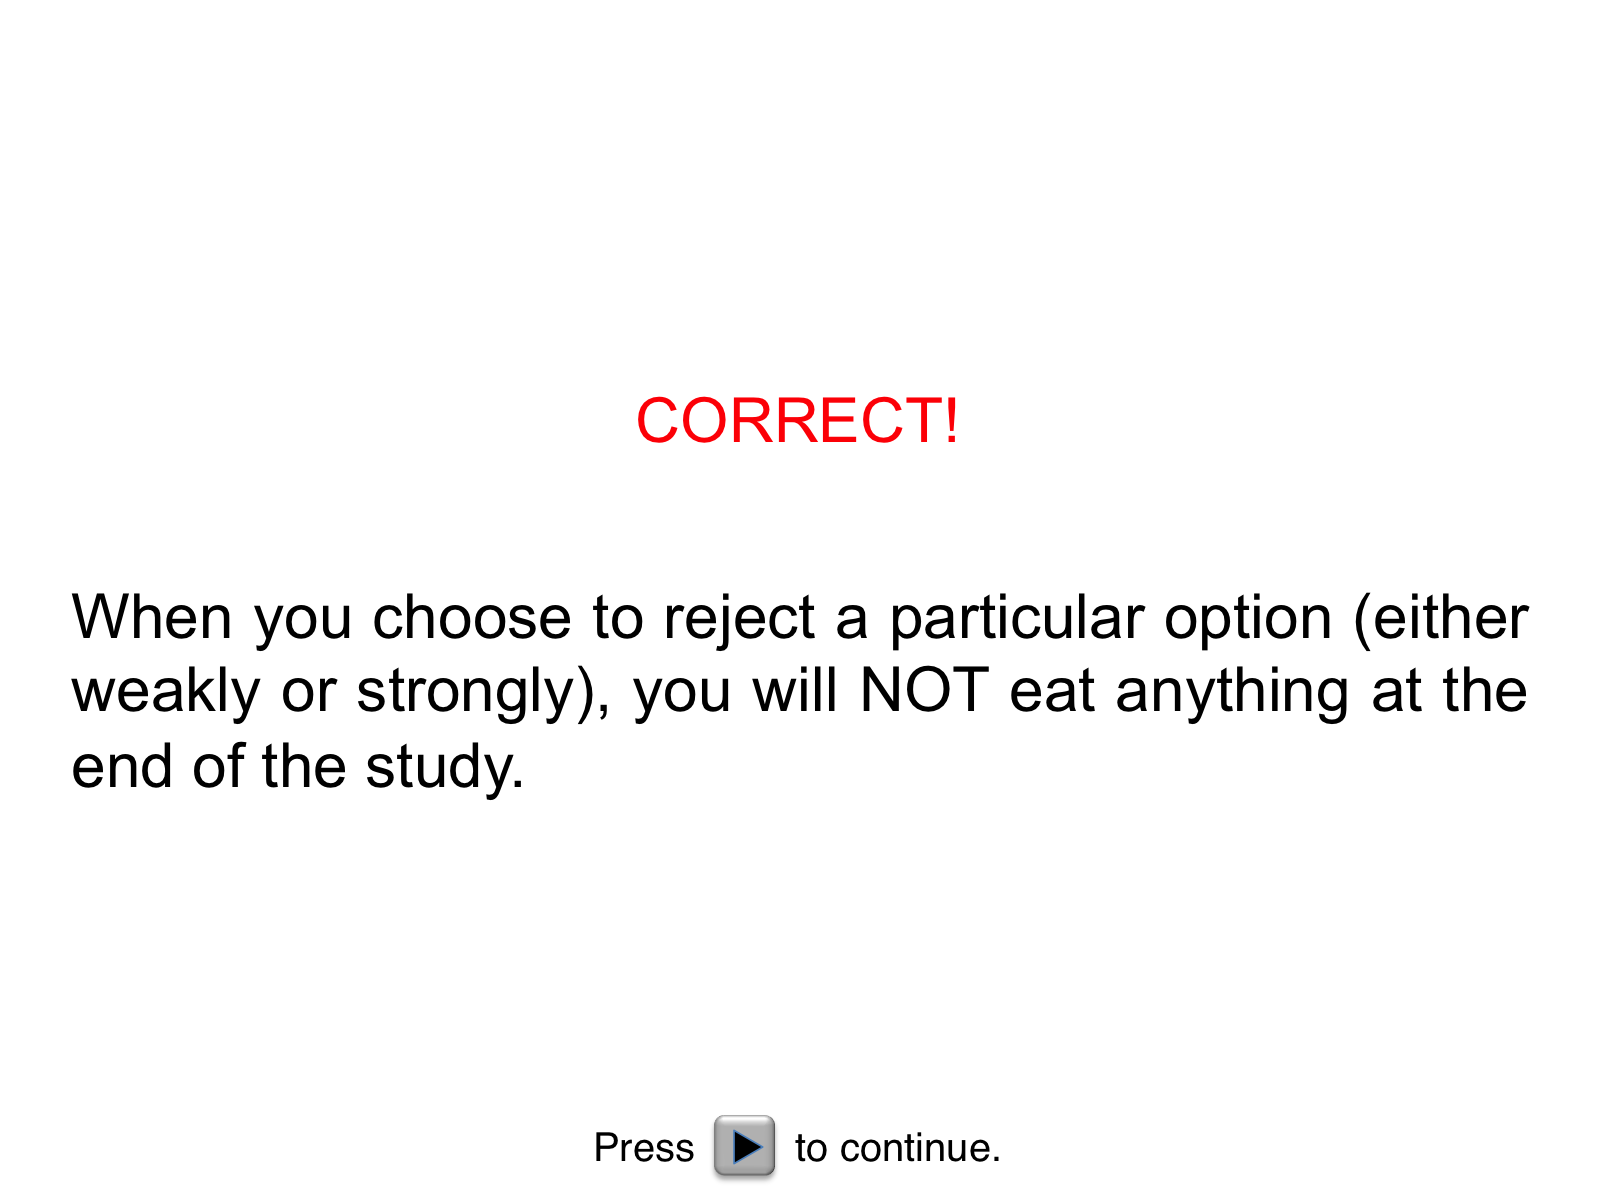 CORRECT!
When you choose to reject a particular option (either
weakly or strongly), you will NOT eat anything at the
end of the study.
Press to continue.